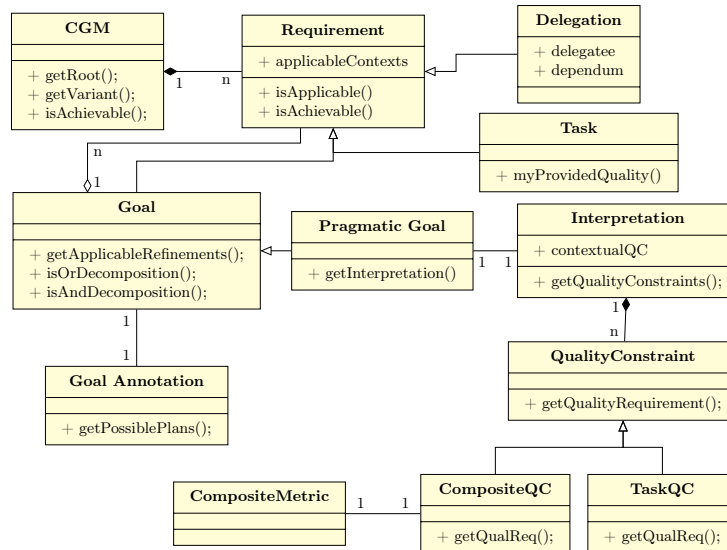 CGM
+ getRoot();
+ getVariant();
+ isAchievable();
1
n
Requirement
+ applicableContexts
+ isApplicable()
+ isAchievable()
Delegation
+ delegatee
+ dependum
Task
+ myProvidedQuality()
n
1
Goal
+ getApplicableRefinements();
+ isOrDecomposition();
+ isAndDecomposition();
Pragmatic Goal
+ getInterpretation()
1
1
Interpretation
+ contextualQC
+ getQualityConstraints();
1
n
1
1
Goal Annotation
+ getPossiblePlans();
QualityConstraint
+ getQualityRequirement();
CompositeMetric
1
1
CompositeQC
+ getQualReq();
TaskQC
+ getQualReq();